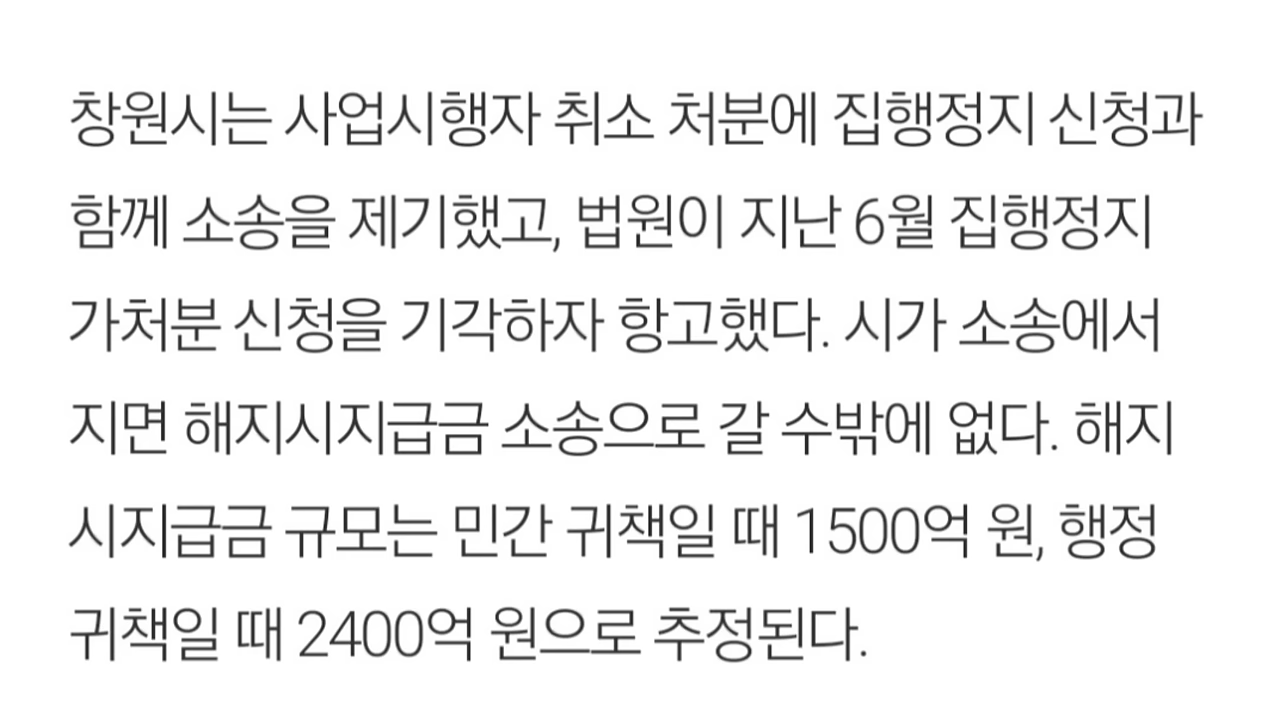 창원시는 사업시행자 취소 처분에 집행정지 신청과
함께 소송을 제기했고, 법원이 지난 6월 집행정지
가처분 신청을 기각하자 항고했다. 시가 소송에서
지면 해지시지급금 소송으로 갈 수밖에 없다. 해지
시지급금 규모는 민간 귀책일 때 1500억 원, 행정
귀책일 때 2400억 원으로 추정된다.